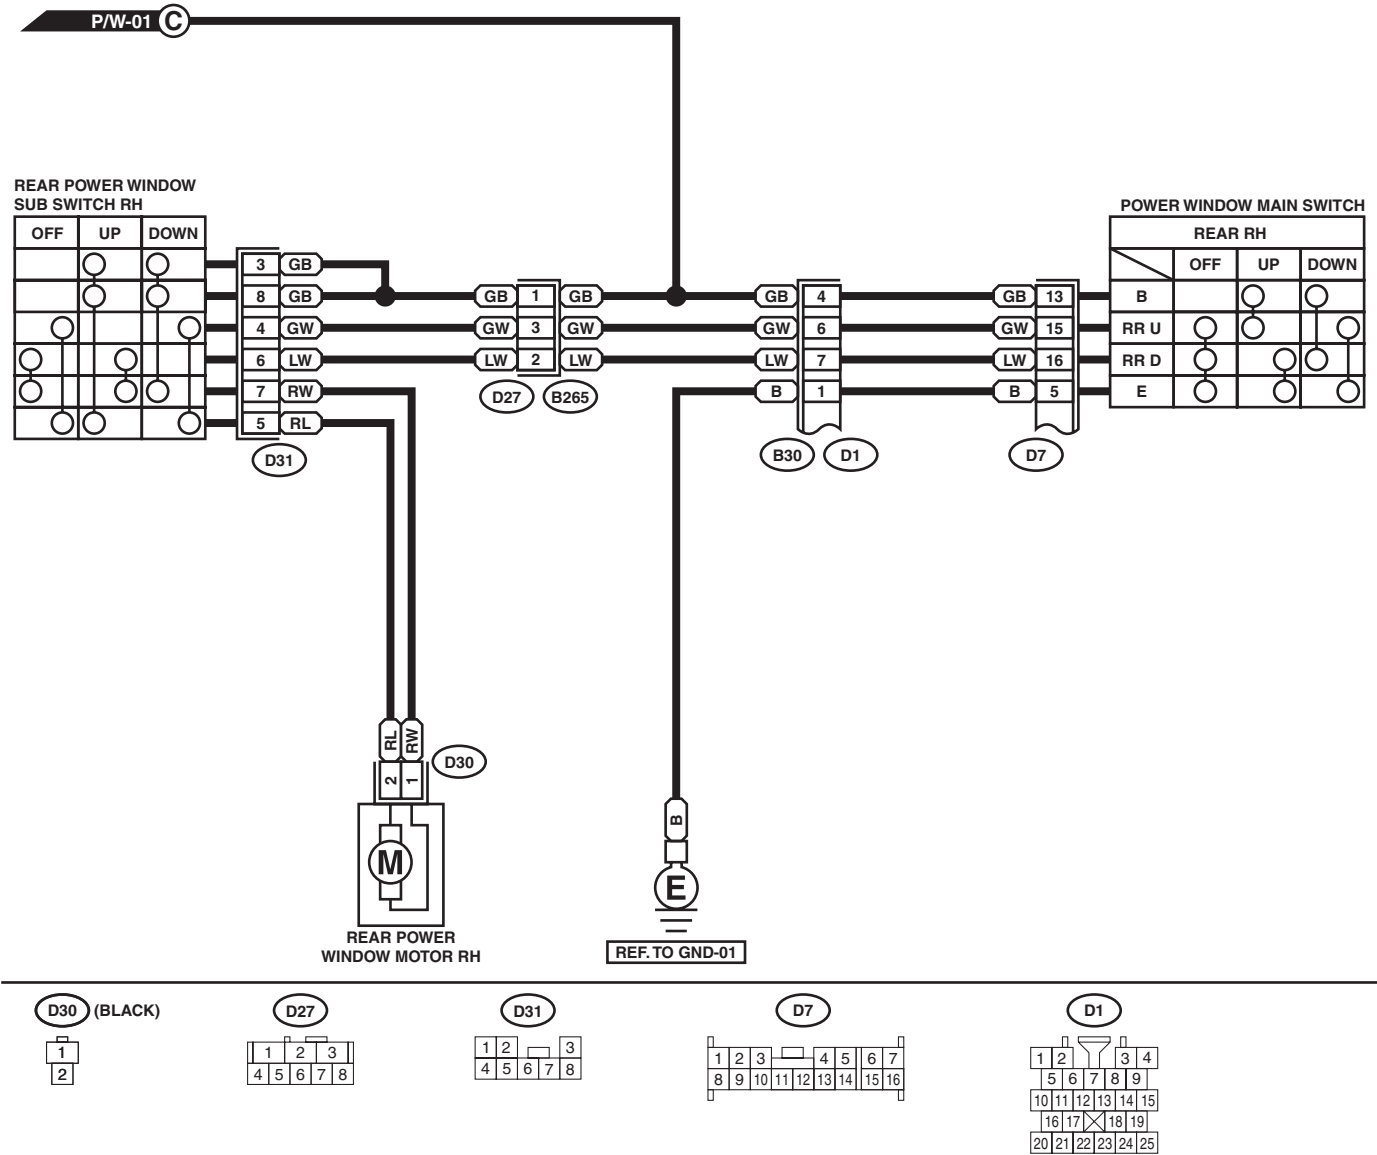 P/W-01 C
REAR POWER WINDOW
SUB SWITCH RH
OFF UP DOWN
POWER WINDOW MAIN SWITCH
REAR RH
OFF UP DOWN
3 GB
8 GB GB 1 GB GB 4 GB 13 B
4 GW GW 3 GW GW 6 GW 15 RR U
6 LW LW 2 LW LW 7 LW 16 RR D
7 RW B 1 B 5 E
5 RL
D27 B265
D31 B30 D1 D7
RL RW
2 1
D30
M
REAR POWER
WINDOW MOTOR RH
B
E
REF. TO GND-01
D30 (BLACK)
1
2
D27
1 2 3
4 5 6 7 8
D31
1 2 3
4 5 6 7 8
D7
1 2 3 4 5 6 7
8 9 10 11 12 13 14 15 16
D1
1 2 3 4
5 6 7 8 9
10 11 12 13 14 15
16 17 18 19
20 21 22 23 24 25